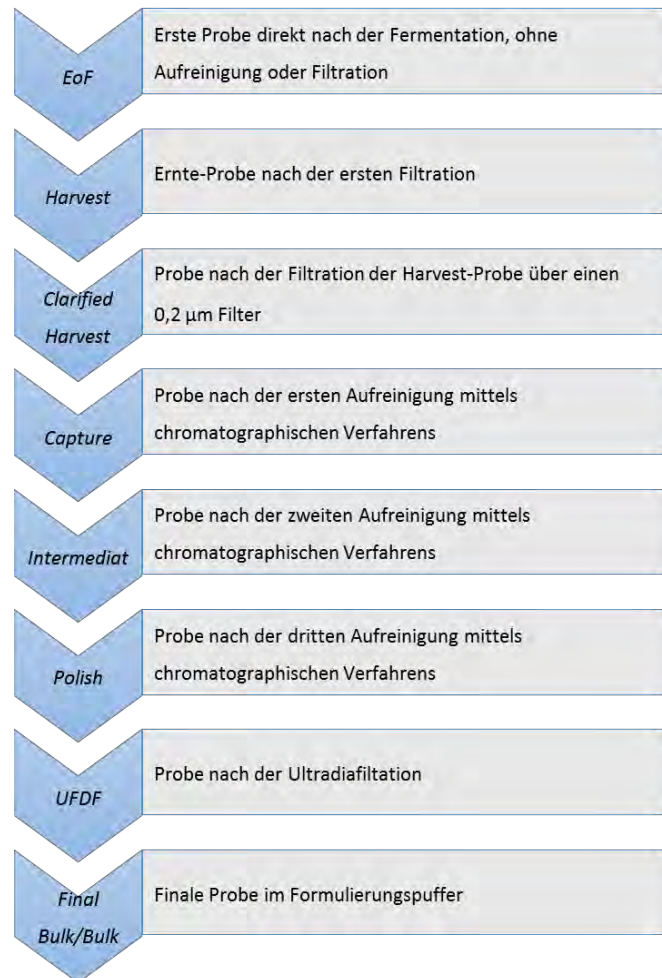 EoF
Erste Probe direkt nach der Fermentation, ohne
Aufreinigung oder Filtration
Harvest
Ernte-Probe nach der ersten Filtration
Clarified
Harvest
Probe nach der Filtration der Harvest-Probe über einen
0,2 µm Filter
Capture
Probe nach der ersten Aufreinigung mittels
chromatographischen Verfahrens
Intermediat
Probe nach der zweiten Aufreinigung mittels
chromatographischen Verfahrens
Polish
Probe nach der dritten Aufreinigung mittels
chromatographischen Verfahrens
UFDF
Probe nach der Ultradiafiltation
Final
Bulk/Bulk
Finale Probe im Formulierungspuffer